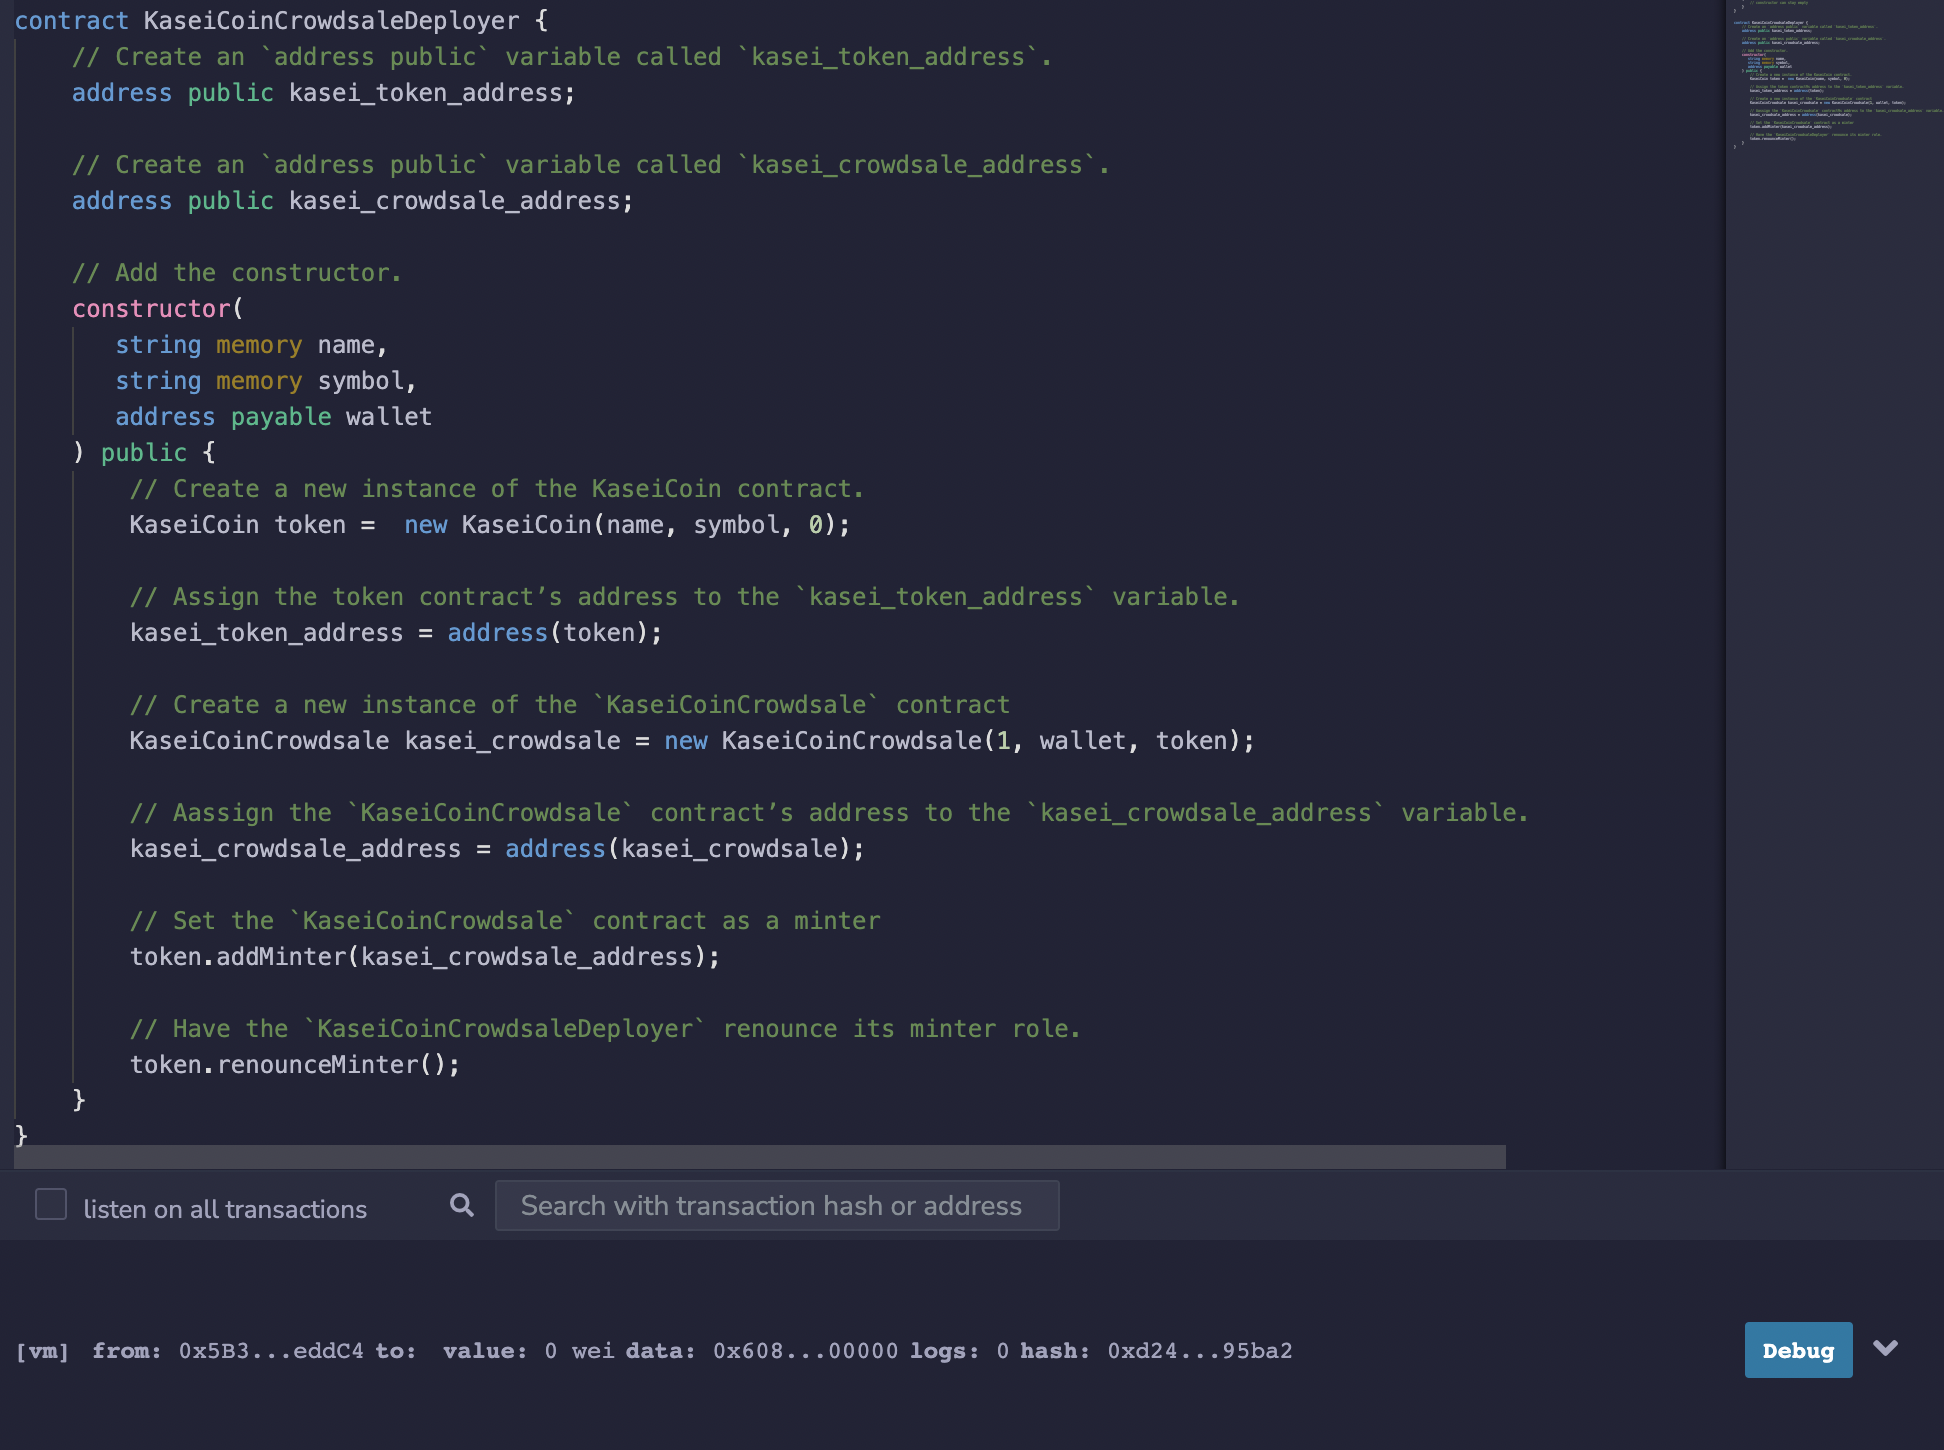 contract KaseiCoinCrowdsaleDeployer {
// Create an `address public` variable called `kasei_token_address`.
address public kasei_token_address;
// Create an `address public` variable called `kasei_crowdsale_address`.
address public kasei_crowdsale_address;
// Add the constructor.
constructor(
string memory name,
string memory symbol,
address payable wallet
) public {
// Create a new instance of the KaseiCoin contract.
KaseiCoin token =  new KaseiCoin(name, symbol, 0);
// Assign the token contract’s address to the `kasei_token_address` variable.
kasei_token_address = address(token);
// Create a new instance of the `KaseiCoinCrowdsale` contract
KaseiCoinCrowdsale kasei_crowdsale = new KaseiCoinCrowdsale(1, wallet, token);
// Aassign the `KaseiCoinCrowdsale` contract’s address to the `kasei_crowdsale_address` variable.
kasei_crowdsale_address = address(kasei_crowdsale);
// Set the `KaseiCoinCrowdsale` contract as a minter
token.addMinter(kasei_crowdsale_address);
// Have the `KaseiCoinCrowdsaleDeployer` renounce its minter role.
token.renounceMinter();
}
}
listen on all transactions
Search with transaction hash or address
[vm] from: 0x5B3...eddC4 to: value: 0 wei data: 0x608...00000 logs: 0 hash: 0xd24...95ba2
Debug